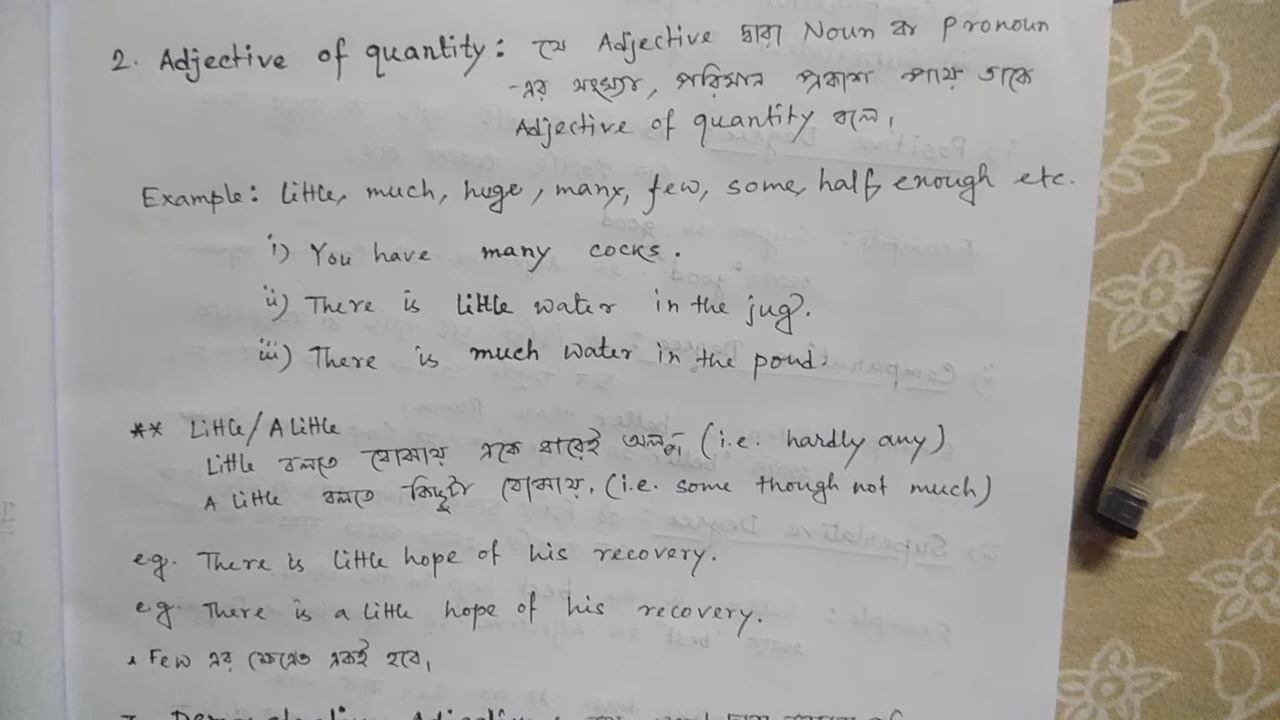 2. Adjective of quantity: যে Adjective দ্বারা Noun বা Pronoun
-এর সংখ্যার, পরিমান প্রকাশ পায় তাকে
Adjective of quantity বলে।
Example: little, much, huge, many, few, some, half, enough etc.
i) You have many cocks.
ii) There is little water in the jug.
iii) There is much water in the pond.
** Little/A little
Little বলতে বোঝায় একে বারেই অল্প (i.e. hardly any)
A little বলতে কিছুটা বোঝায়, (i.e. some though not much)
e.g. There is little hope of his recovery.
e.g. There is a little hope of his recovery.
Few এর ক্ষেত্রেও একই হবে।